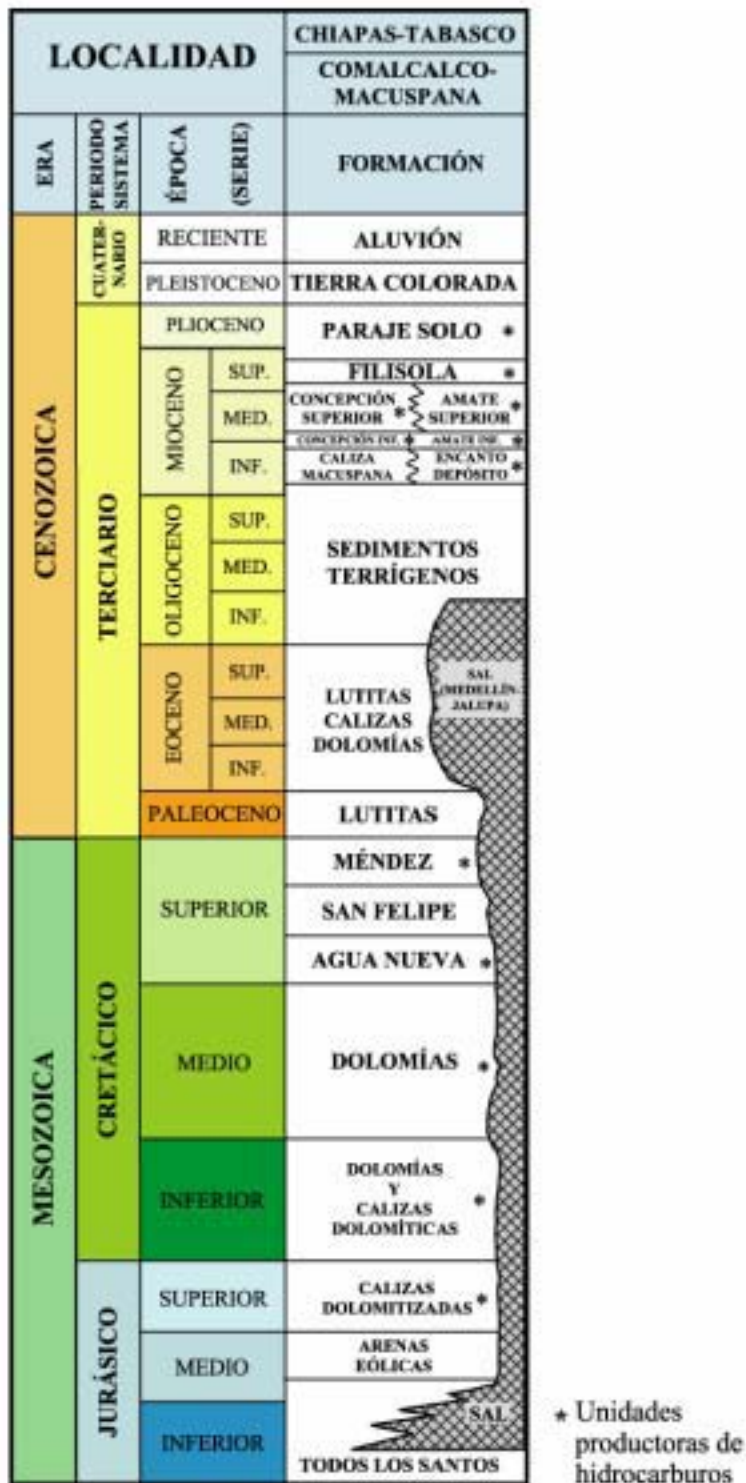 LOCALIDAD
CHIAPAS-TABASCO
COMALCALCO-
MACUSPANA
ERA
PERIODO
SISTEMA
ÉPOCA
(SERIE)
FORMACIÓN
CENOZOICA
CUATER-
NARIO
RECIENTE
ALUVIÓN
PLEISTOCENO
TIERRA COLORADA
TERCIARIO
PLIOCENO
PARAJE SOLO *
MIOCENO
SUP.
FILISOLA *
MED.
CONCEPCIÓN
SUPERIOR *
AMATE
SUPERIOR *
CONCEPCIÓN INF. *
AMATE INF. *
INF.
CALIZA
MACUSPANA
ENCANTO
DEPÓSITO *
OLIGOCENO
SUP.
MED.
INF.
SEDIMENTOS
TERRÍGENOS
EOCENO
SUP.
MED.
INF.
LUTITAS
CALIZAS
DOLOMÍAS
SAL
(MEDELLÍN-
JALUPA)
PALEOCENO
LUTITAS
MESOZOICA
CRETÁCICO
SUPERIOR
MÉNDEZ *
SAN FELIPE
AGUA NUEVA *
MEDIO
DOLOMÍAS *
INFERIOR
DOLOMÍAS
Y
CALIZAS *
DOLOMÍTICAS
JURÁSICO
SUPERIOR
CALIZAS
DOLOMITIZADAS *
MEDIO
ARENAS
EÓLICAS
SAL
INFERIOR
TODOS LOS SANTOS
* Unidades
productoras de
hidrocarburos